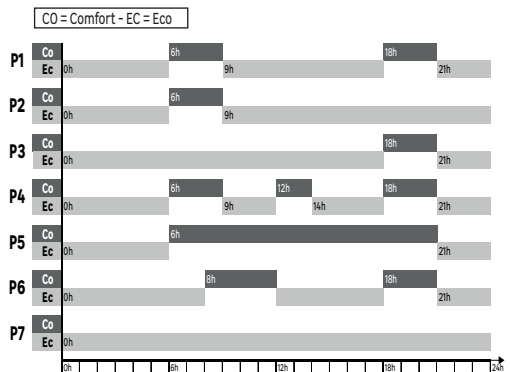 CO = Comfort - EC = Eco
P1
Co 6h 18h
Ec 0h 9h 21h
P2
Co 6h
Ec 0h 9h
P3
Co 18h
Ec 0h 21h
P4
Co 6h 12h 18h
Ec 0h 9h 14h 21h
P5
Co 6h
Ec 0h 21h
P6
Co 8h 18h
Ec 0h 21h
P7
Co
Ec 0h
0h 6h 12h 18h 24h